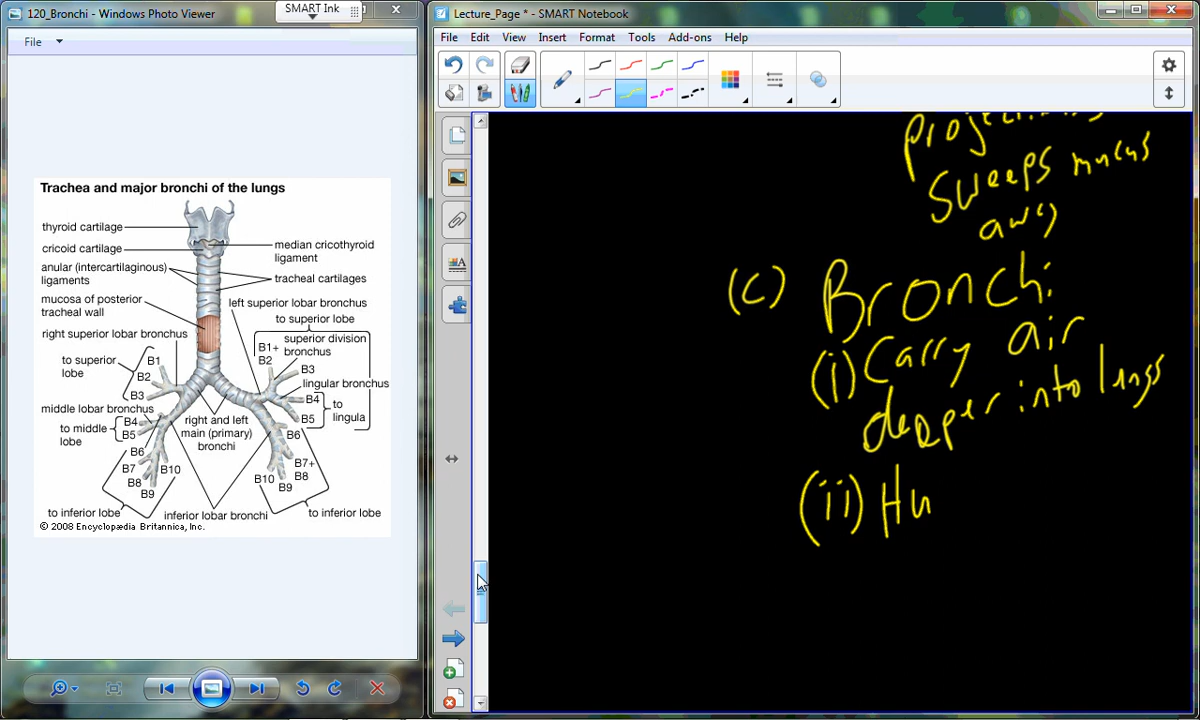 120_Bronchi - Windows Photo Viewer
SMART Ink
File
Trachea and major bronchi of the lungs
thyroid cartilage
cricoid cartilage
anular (intercartilaginous)
ligaments
mucosa of posterior
tracheal wall
right superior lobar bronchus
to superior
lobe
B1
B2
B3
middle lobar bronchus
to middle
lobe
B4
B5
B6
B7
B8
B9
B10
to inferior lobe
median cricothyroid
ligament
tracheal cartilages
left superior lobar bronchus
to superior lobe
B1+
B2
superior division
bronchus
B3
lingular bronchus
B4
B5
to
lingula
right and left
main (primary)
bronchi
B6
B7+
B8
B10
B9
inferior lobar bronchi
to inferior lobe
© 2008 Encyclopædia Britannica, Inc.
Lecture_Page * - SMART Notebook
File Edit View Insert Format Tools Add-ons Help
sweeps mucus
away
(c) Bronchi
(i) Carry air
deeper into lungs
(ii) Hu